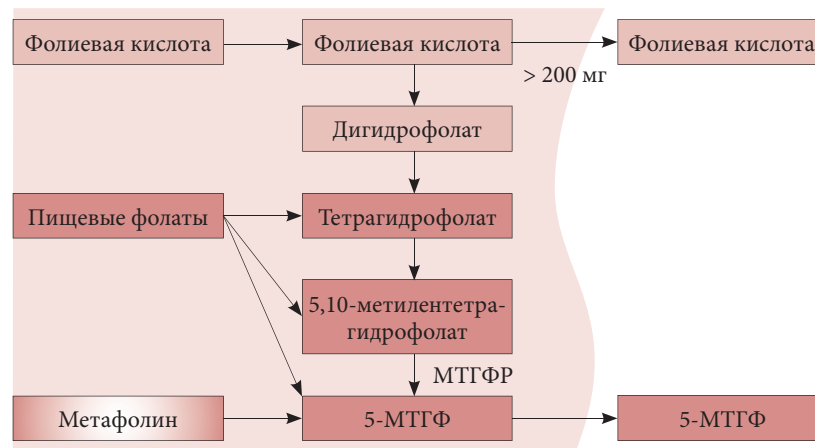 Фолиевая кислота
Фолиевая кислота
Фолиевая кислота
> 200 мг
Дигидрофолат
Пищевые фолаты
Тетрагидрофолат
5,10-метилентетра-
гидрофолат
МТГФР
Метафолин
5-МТГФ
5-МТГФ